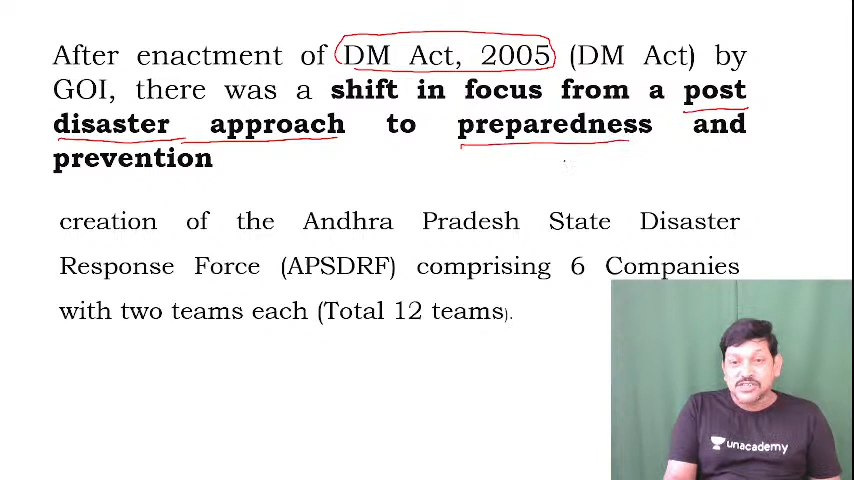 After enactment of DM Act, 2005 (DM Act) by
GOI, there was a shift in focus from a post
disaster approach to preparedness and
prevention
creation of the Andhra Pradesh State Disaster
Response Force (APSDRF) comprising 6 Companies
with two teams each (Total 12 teams).
unacademy